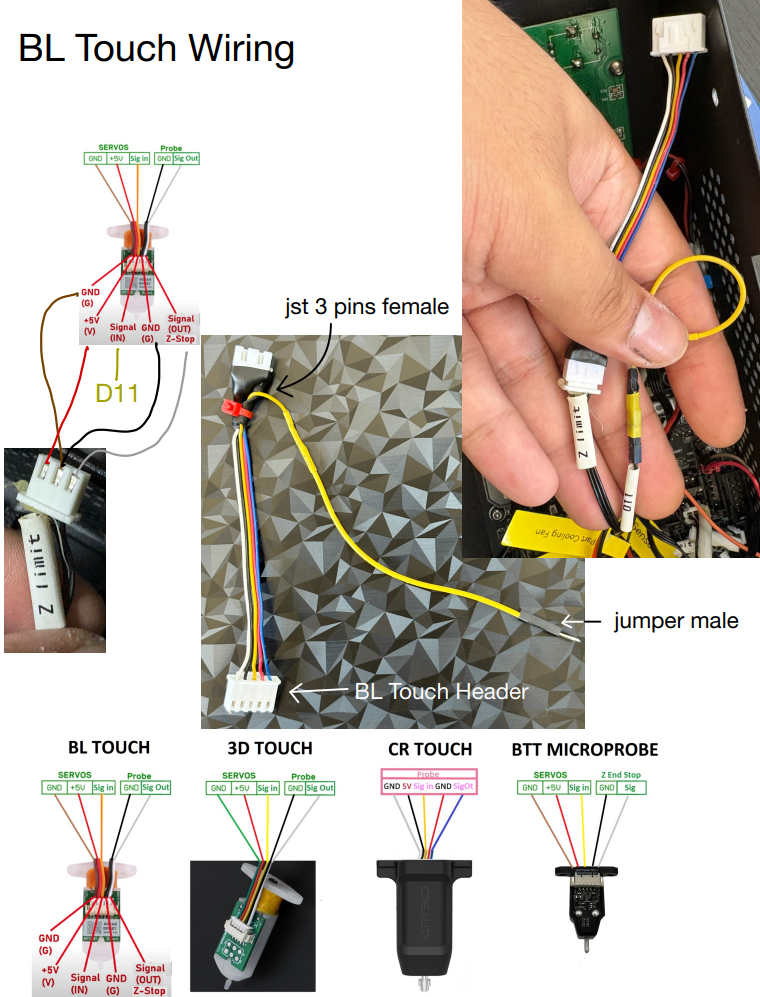 BL Touch Wiring
SERVOS Probe
GND +5V Sig in GND Sig Out
GND
(G)
+5V
(V)
Signal
(IN)
GND
(G)
Signal
(OUT)
Z-Stop
D11
Z limit
jst 3 pins female
jumper male
BL Touch Header
Z limit
D11
Part Cooling Fan
BL TOUCH
SERVOS Probe
GND +5V Sig in GND Sig Out
GND
(G)
+5V
(V)
Signal
(IN)
GND
(G)
Signal
(OUT)
Z-Stop
3D TOUCH
SERVOS Probe
GND +5V Sig in GND Sig Out
CR TOUCH
Probe
GND 5V Sig in GND SigOt
CREALITY
BTT MICROPROBE
SERVOS Z End Stop
GND +5V Sig in GND Sig